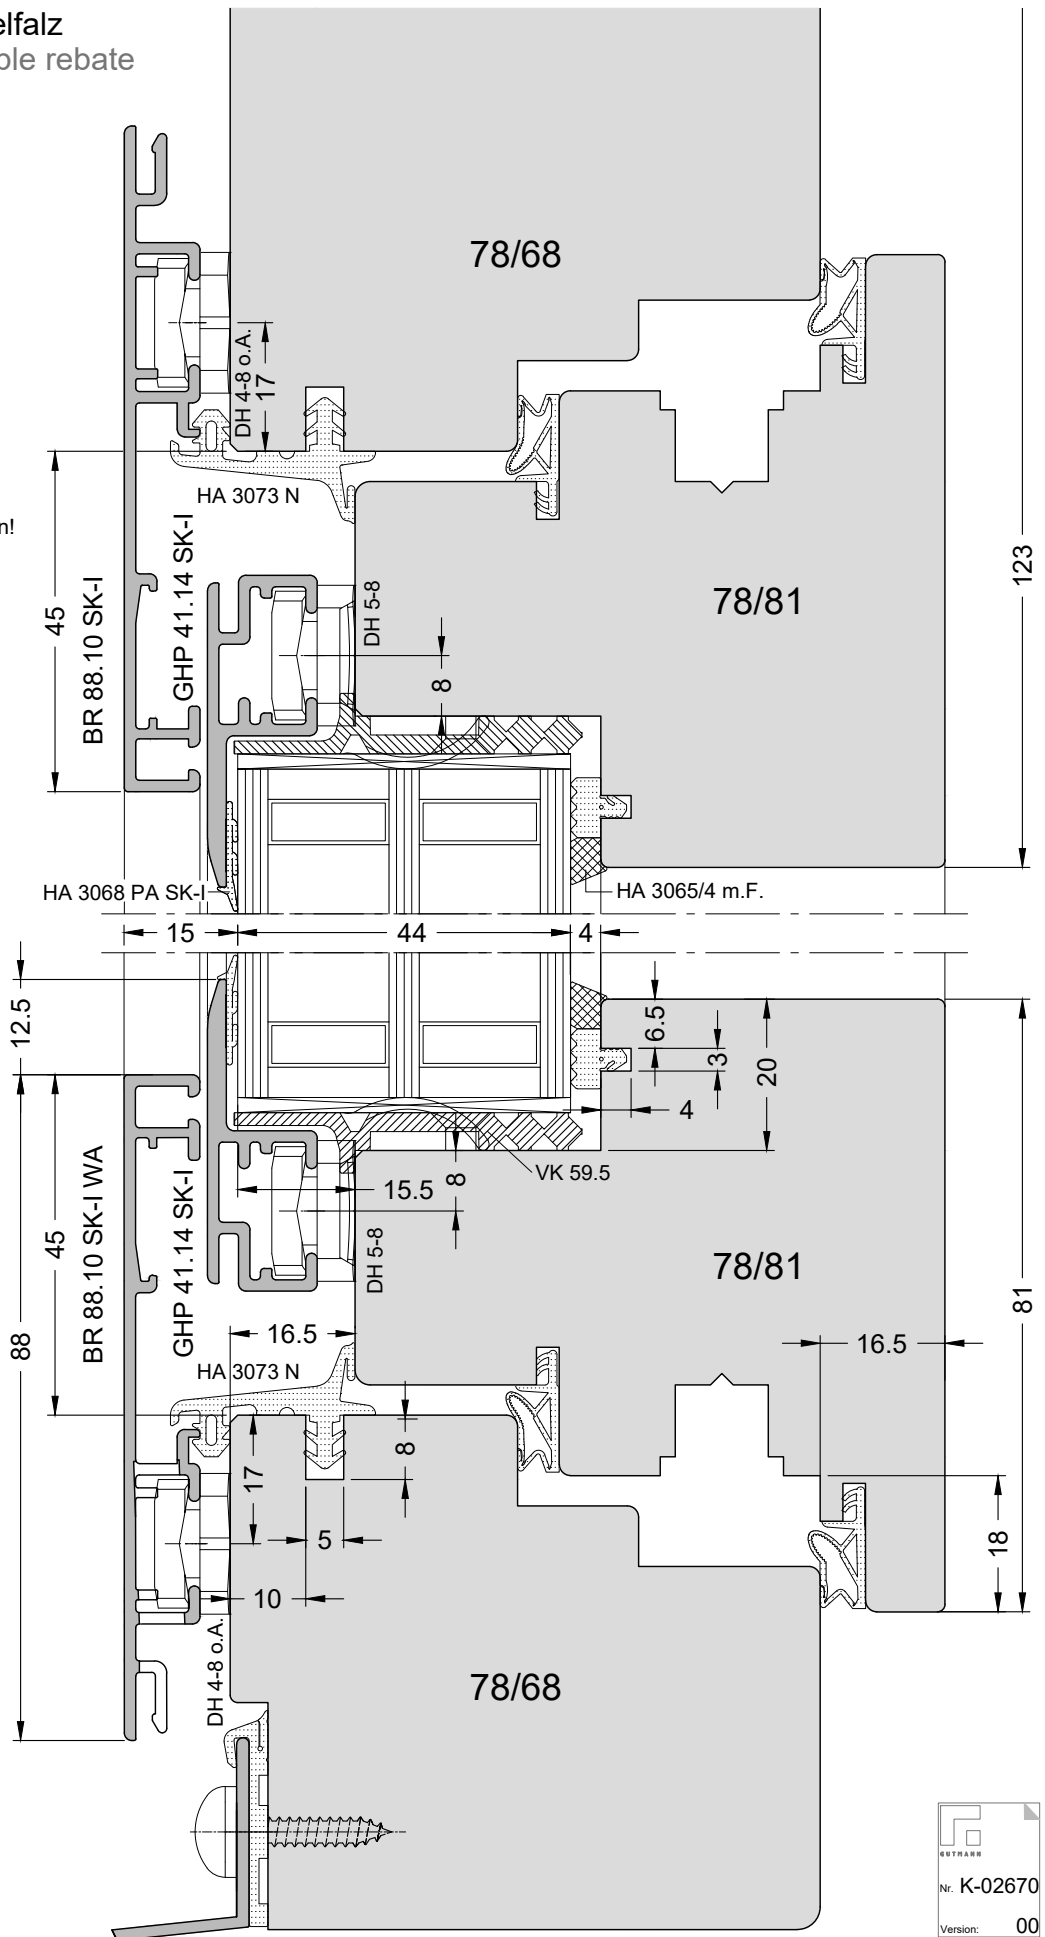 elfalz
ble rebate
78/68
DH 4-8 o.A.
17
HA 3073 N
n!
45
BR 88.10 SK-I
GHP 41.14 SK-I
DH 5-8
8
78/81
123
HA 3068 PA SK-I
HA 3065/4 m.F.
15
44
4
12.5
6.5
3
20
4
VK 59.5
15.5
8
DH 5-8
45
88
BR 88.10 SK-I WA
GHP 41.14 SK-I
78/81
81
16.5
16.5
HA 3073 N
17
8
5
10
18
DH 4-8 o.A.
78/68
GUTMANN
Nr. K-02670
Version: 00